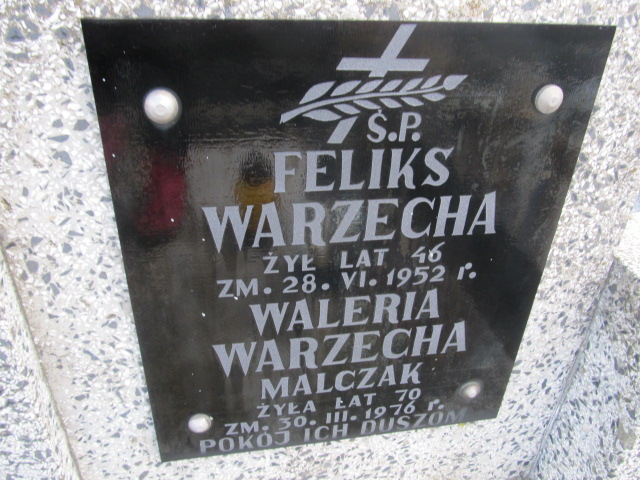 Ś.P.
FELIKS
WARZECHA
ŻYŁ LAT 46
ZM. 28. VI. 1952 r.
WALERIA
WARZECHA
MALCZAK
ŻYŁA LAT 70
ZM. 30. III. 1976 r.
POKÓJ ICH DUSZOM